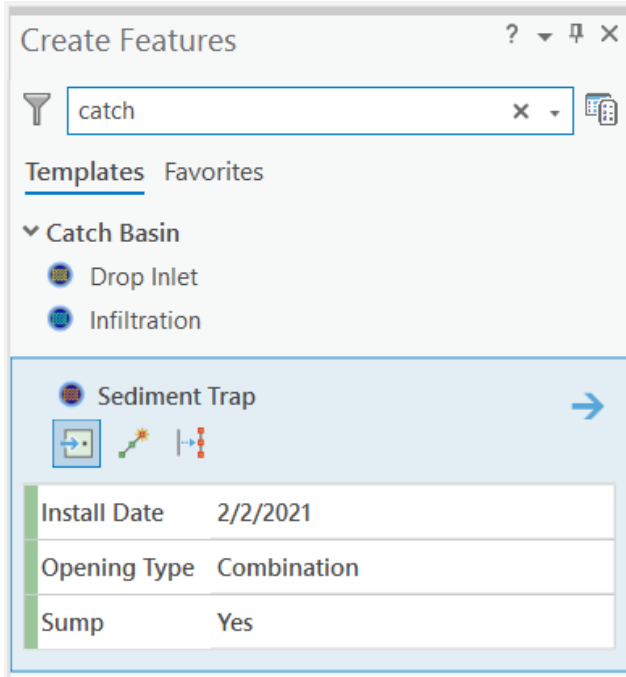 Create Features
?
catch
Templates Favorites
Catch Basin
Drop Inlet
Infiltration
Sediment Trap
Install Date 2/2/2021
Opening Type Combination
Sump Yes